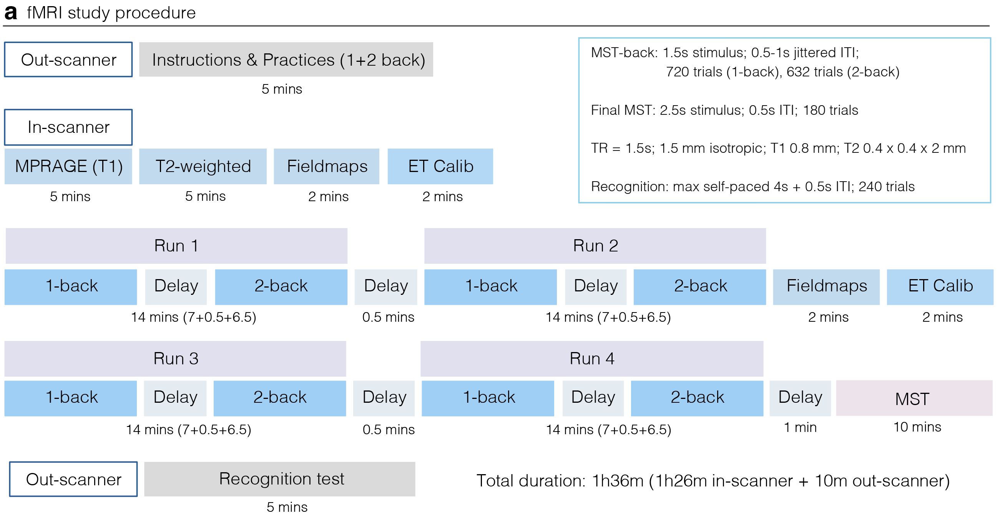 a fMRI study procedure
Out-scanner
Instructions & Practices (1+2 back)
5 mins
MST-back: 1.5s stimulus; 0.5-1s jittered ITI;
720 trials (1-back), 632 trials (2-back)
Final MST: 2.5s stimulus; 0.5s ITI; 180 trials
TR = 1.5s; 1.5 mm isotropic; T1 0.8 mm; T2 0.4 x 0.4 x 2 mm
Recognition: max self-paced 4s + 0.5s ITI; 240 trials
In-scanner
MPRAGE (T1) T2-weighted Fieldmaps ET Calib
5 mins 5 mins 2 mins 2 mins
Run 1 Run 2
1-back Delay 2-back Delay 1-back Delay 2-back Fieldmaps ET Calib
14 mins (7+0.5+6.5) 0.5 mins 14 mins (7+0.5+6.5) 2 mins 2 mins
Run 3 Run 4
1-back Delay 2-back Delay 1-back Delay 2-back Delay MST
14 mins (7+0.5+6.5) 0.5 mins 14 mins (7+0.5+6.5) 1 min 10 mins
Out-scanner Recognition test Total duration: 1h36m (1h26m in-scanner + 10m out-scanner)
5 mins